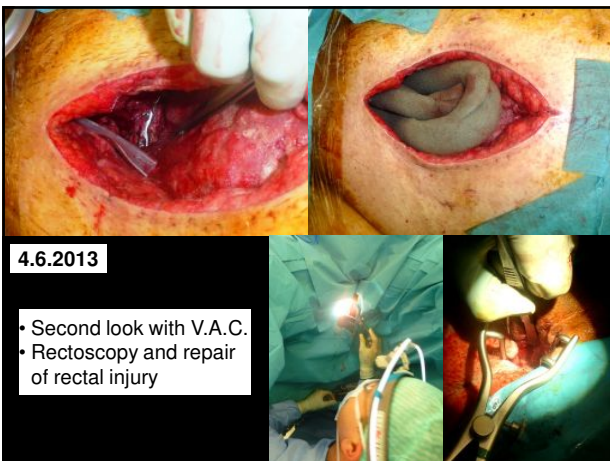 4.6.2013
• Second look with V.A.C.
• Rectoscopy and repair
of rectal injury